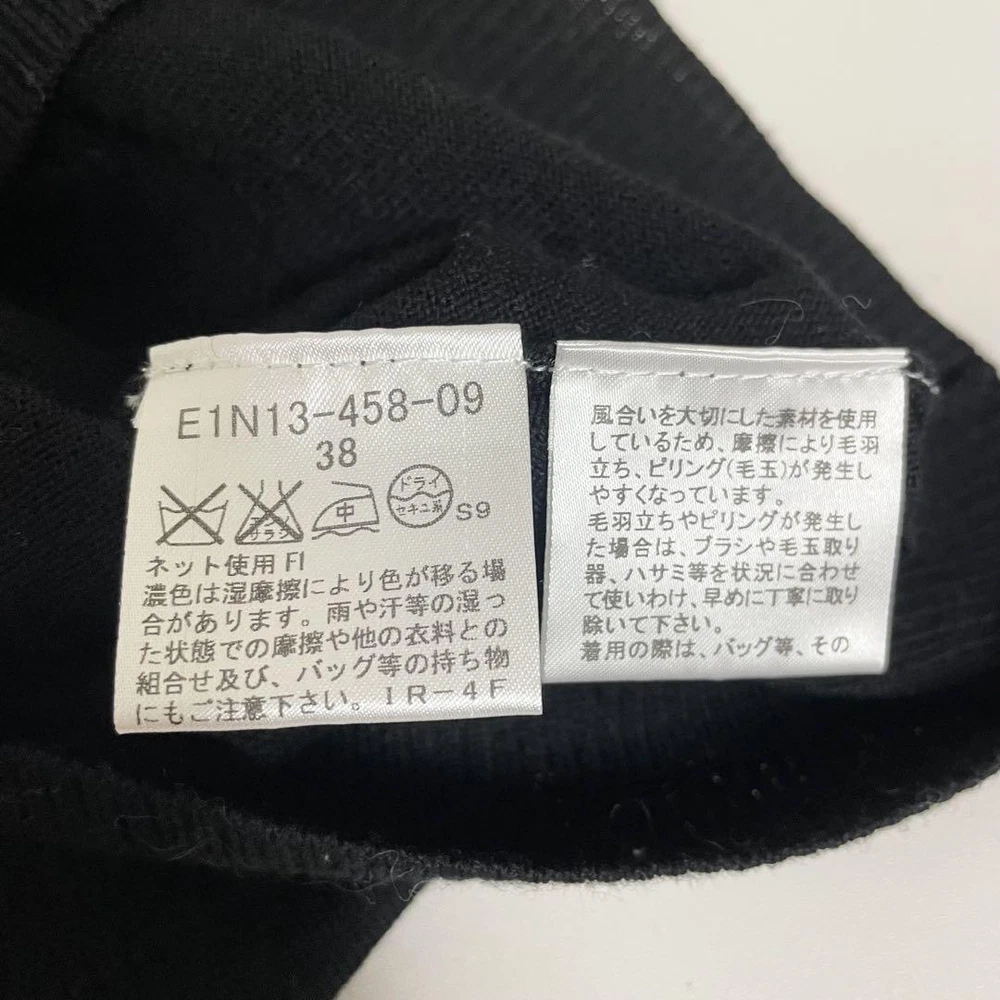 E1N13-458-09
38
サラシ
中
ドライ
セキユ系
S9
ネット使用 FI
濃色は湿摩擦により色が移る場
合があります。雨や汗等の湿っ
た状態での摩擦や他の衣料との
組合せ及び、バッグ等の持ち物
にもご注意下さい。IR-4F
風合いを大切にした素材を使用
しているため、摩擦により毛羽
立ち、ピリング(毛玉)が発生し
やすくなっています。
毛羽立ちやピリングが発生し
た場合は、ブラシや毛玉取り
器、ハサミ等を状況に合わせ
て使いわけ、早めに丁寧に取り
除いて下さい。
着用の際は、バッグ等、その